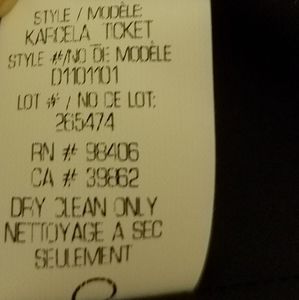 STYLE / MODÈLE:
KARCELA TCKET
STYLE #/NO DE MODÈLE
D1101101
LOT # / NO DE LOT:
265474
RN # 98406
CA # 39862
DRY CLEAN ONLY
NETTOYAGE A SEC
SEULEMENT